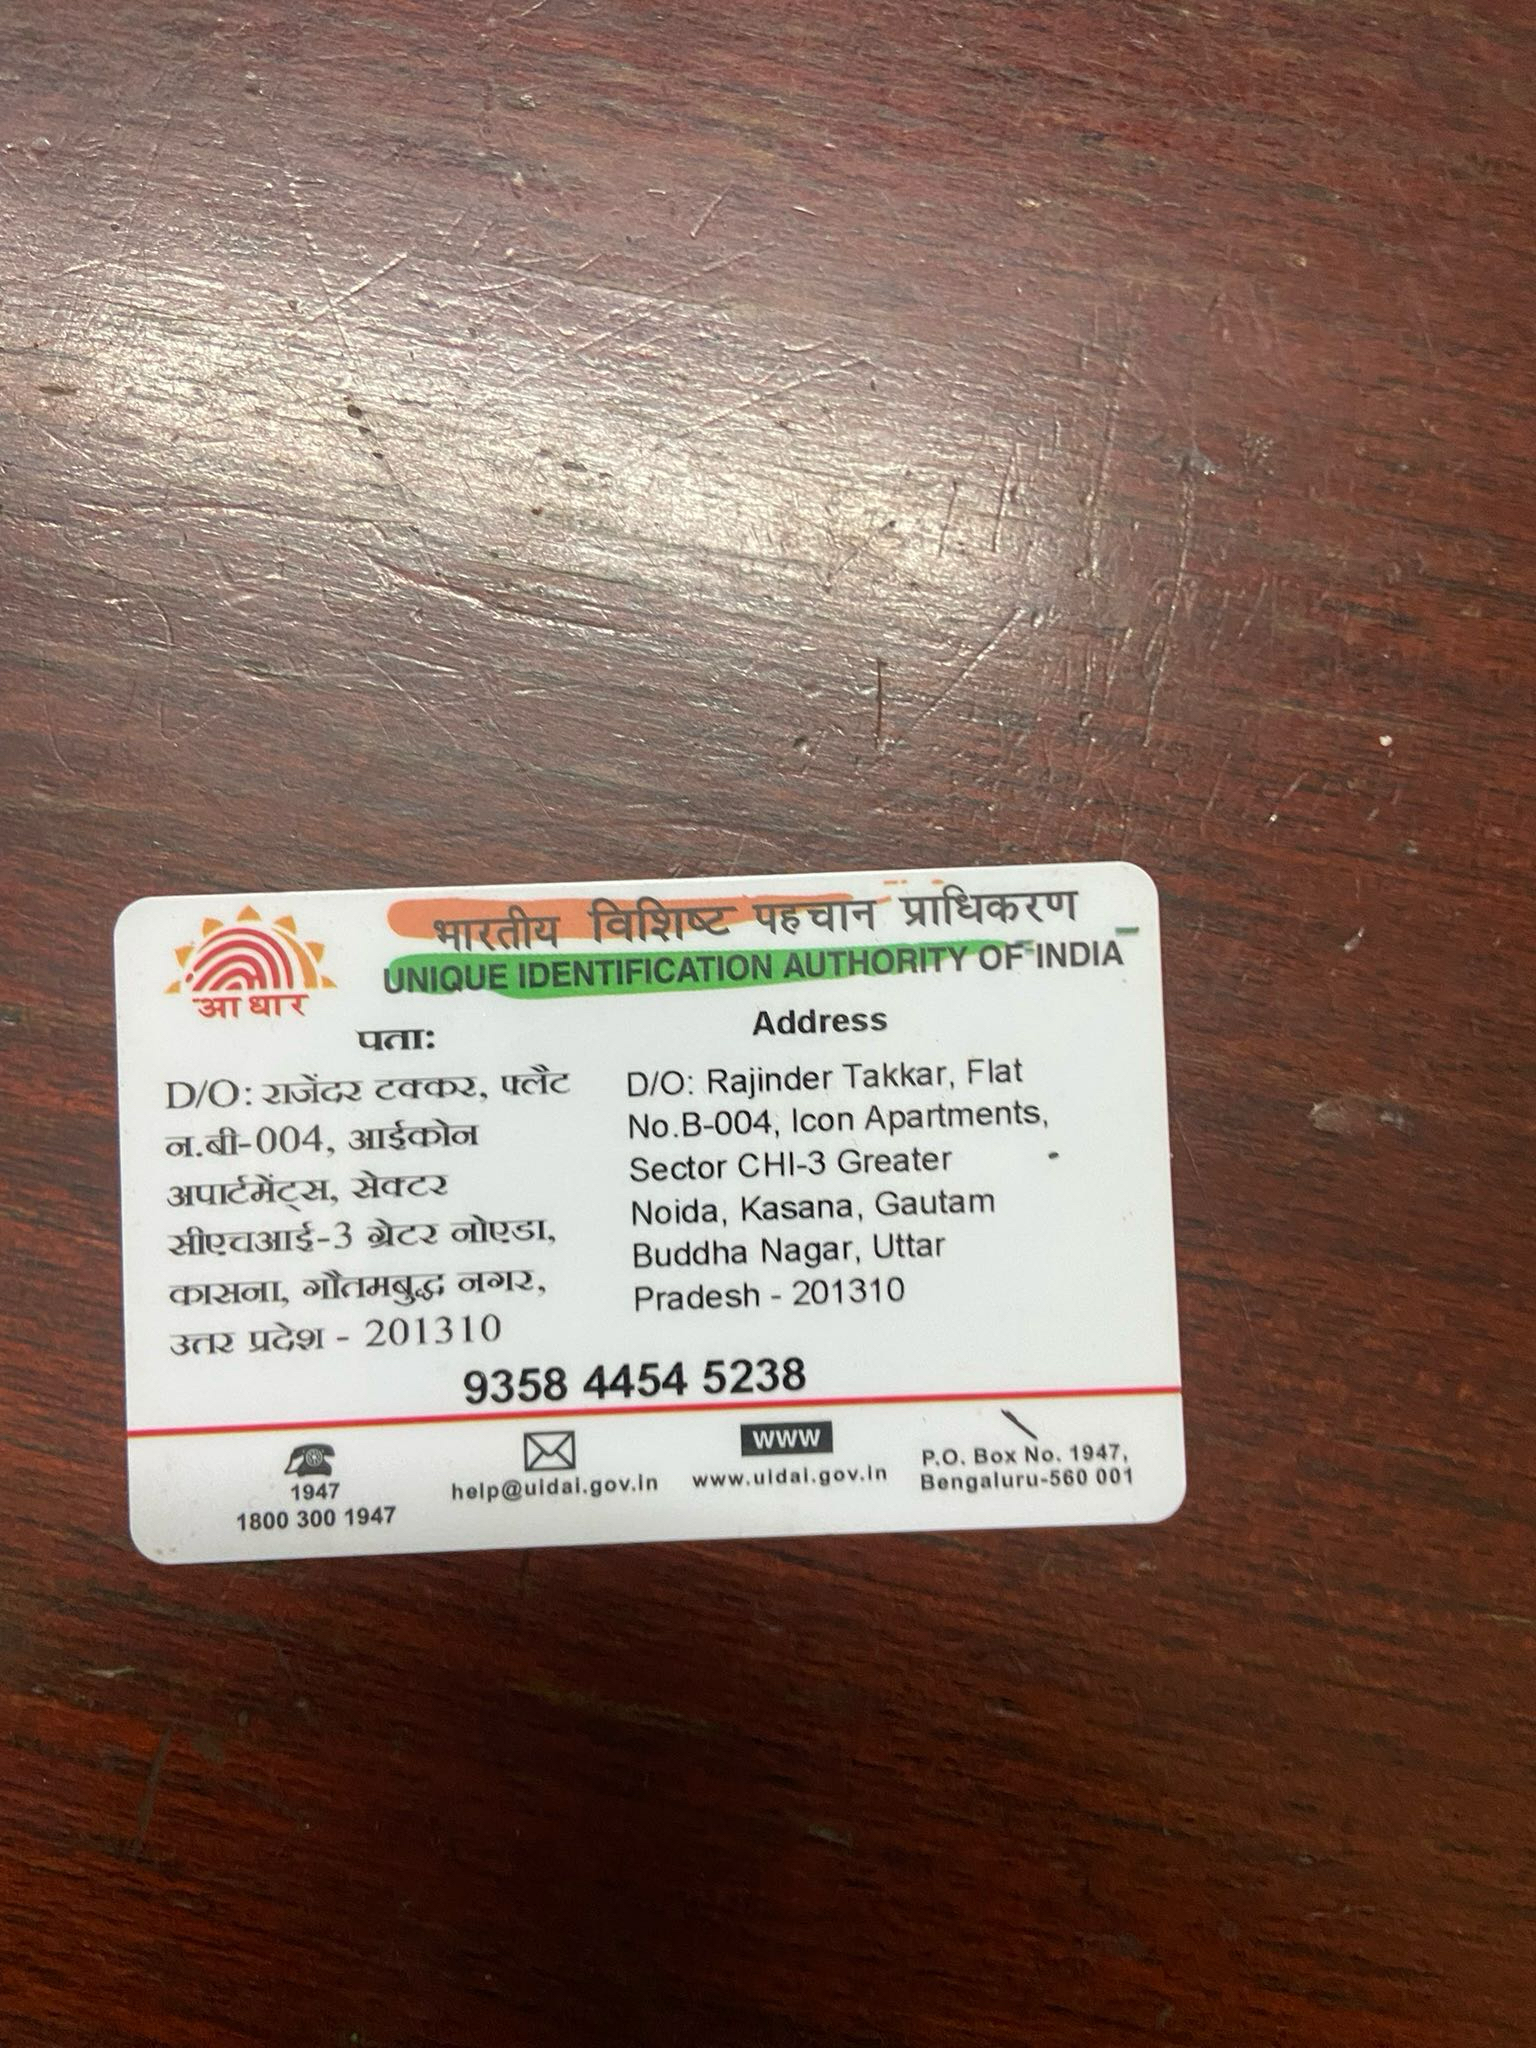 भारतीय विशिष्ट पहचान प्राधिकरण
UNIQUE IDENTIFICATION AUTHORITY OF INDIA
आधार
पता:
D/O: राजेंदर टक्कर, फ्लैट
न.बी-004, आईकोन
अपार्टमेंट्स, सेक्टर
सीएचआई-3 ग्रेटर नोएडा,
कासना, गौतमबुद्ध नगर,
उत्तर प्रदेश - 201310
Address
D/O: Rajinder Takkar, Flat
No.B-004, Icon Apartments,
Sector CHI-3 Greater
Noida, Kasana, Gautam
Buddha Nagar, Uttar
Pradesh - 201310
9358 4454 5238
1947
1800 300 1947
help@uidai.gov.in
WWW
www.uidai.gov.in
P.O. Box No. 1947,
Bengaluru-560 001